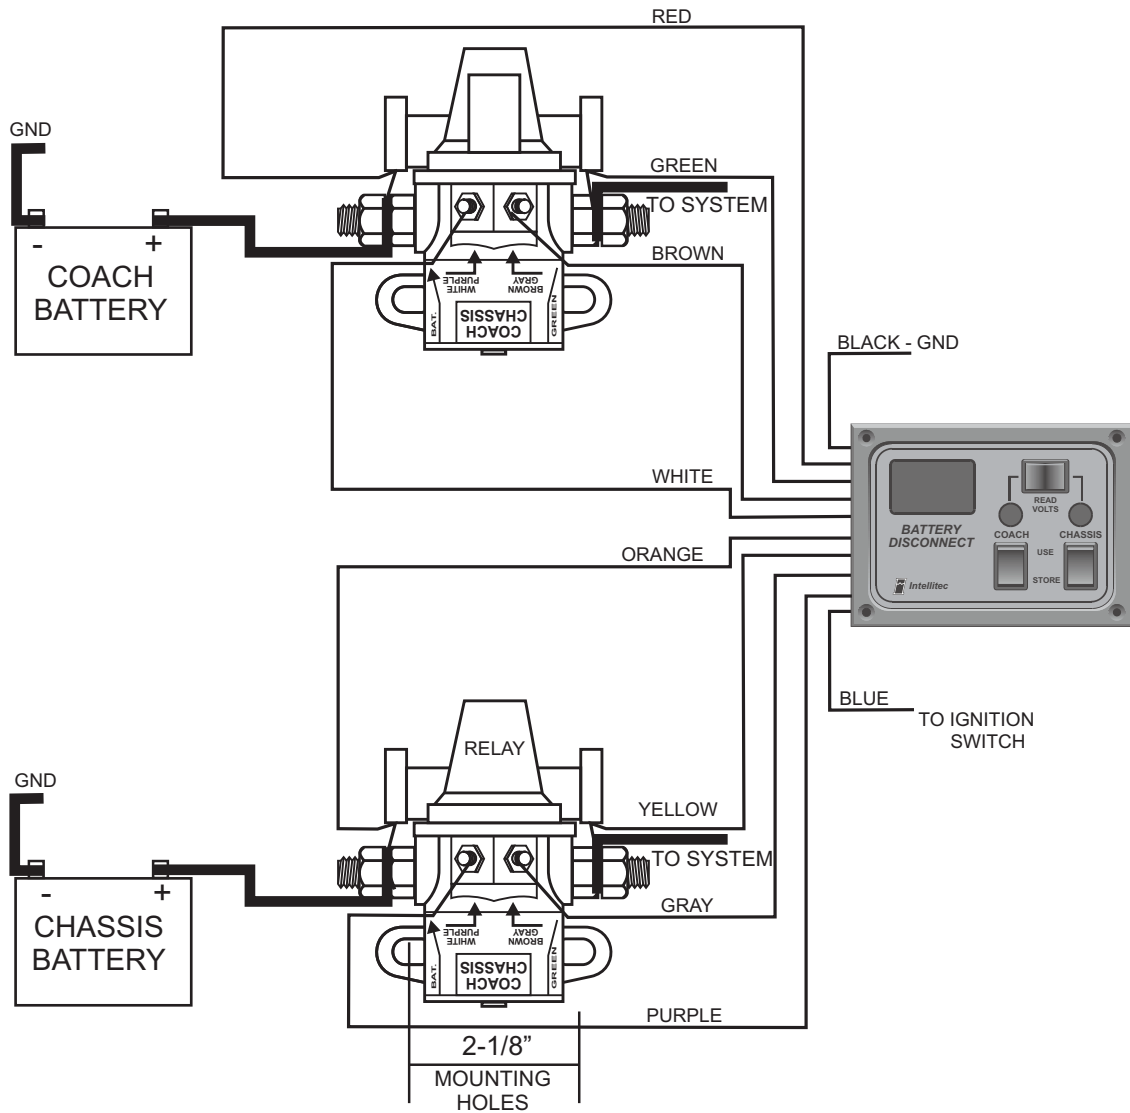 RED
GND
GREEN
TO SYSTEM
- +
COACH
BATTERY
BROWN
WHITE
PURPLE
BROWN
GRAY
BAT.
COACH
CHASSIS
GREEN
BLACK - GND
WHITE
READ
VOLTS
BATTERY
DISCONNECT
COACH
CHASSIS
USE
STORE
Intellitec
ORANGE
BLUE
TO IGNITION
SWITCH
RELAY
GND
YELLOW
TO SYSTEM
- +
CHASSIS
BATTERY
GRAY
WHITE
PURPLE
BROWN
GRAY
BAT.
COACH
CHASSIS
GREEN
PURPLE
2-1/8”
MOUNTING
HOLES